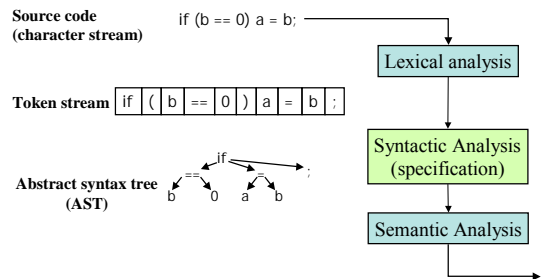 Source code
(character stream)
if (b == 0) a = b;
Lexical analysis
Token stream
if ( b == 0 ) a = b ;
Syntactic Analysis
(specification)
if
== = ;
Abstract syntax tree
(AST)
b 0 a b
Semantic Analysis